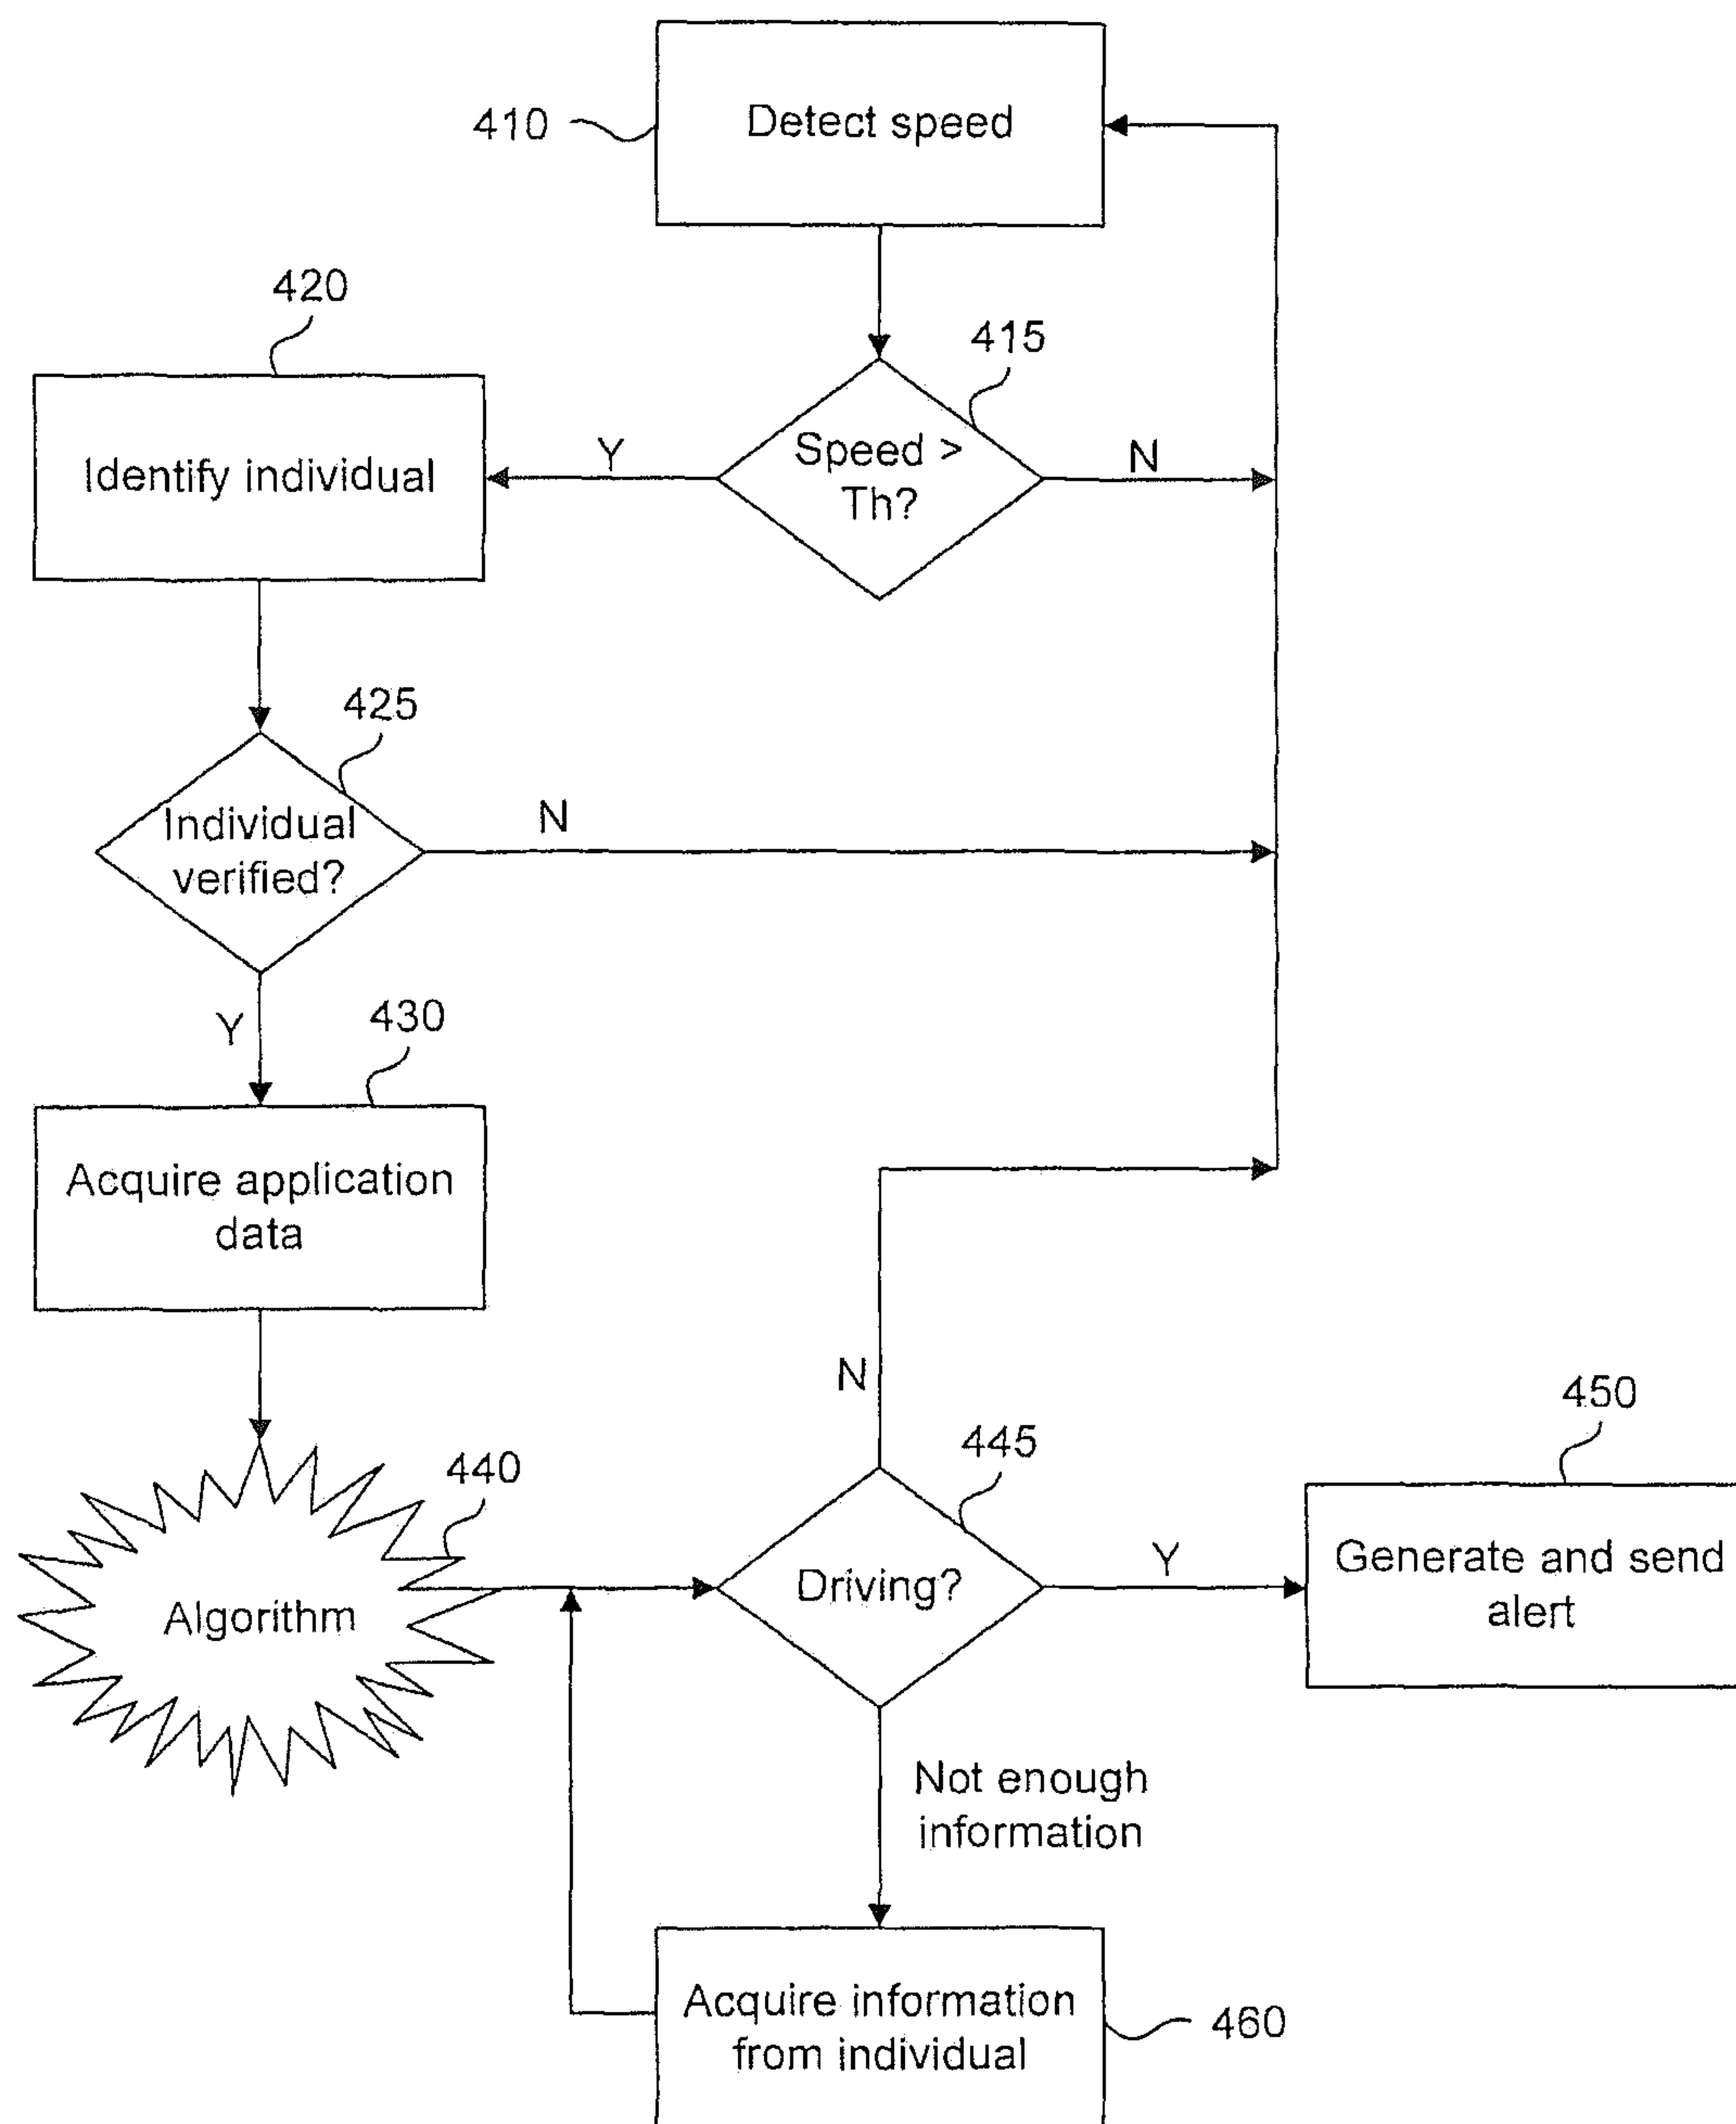 410
Detect speed
420
415
Identify individual
Y
Speed >
Th?
N
425
Individual
verified?
N
Y
430
Acquire application
data
N
440
Algorithm
445
Driving?
Y
450
Generate and send
alert
Not enough
information
Acquire information
from individual
460